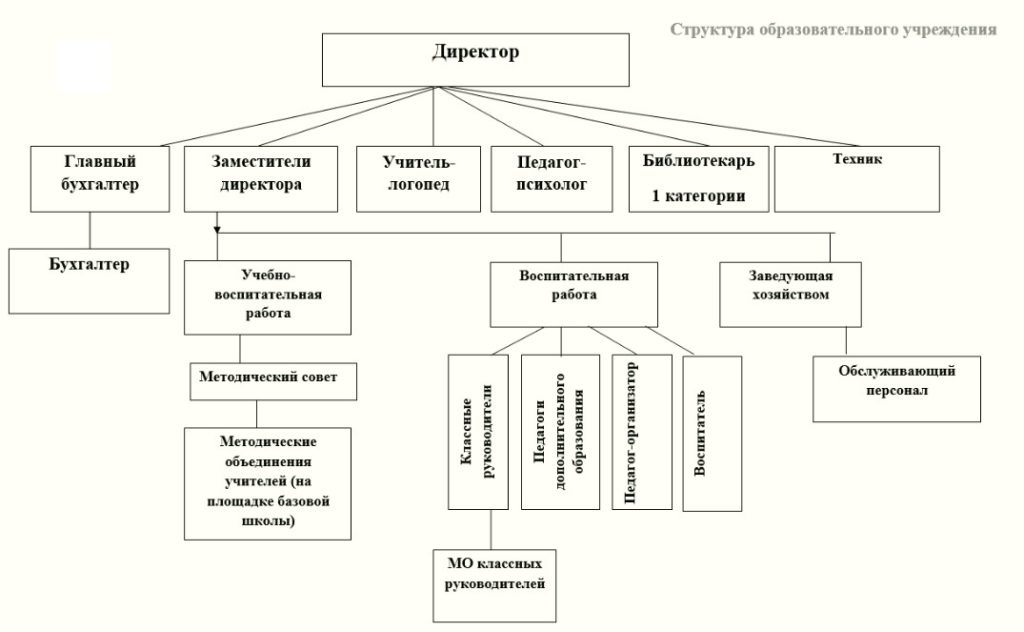 Структура образовательного учреждения
Директор
Главный
бухгалтер
Заместители
директора
Учитель-
логопед
Педагог-
психолог
Библиотекарь
1 категории
Техник
Бухгалтер
Учебно-
воспитательная
работа
Воспитательная
работа
Заведующая
хозяйством
Методический совет
Методические
объединения
учителей (на
площадке базовой
школы)
Классные
руководители
Педагоги
дополнительного
образования
Педагог-организатор
Воспитатель
Обслуживающий
персонал
МО классных
руководителей